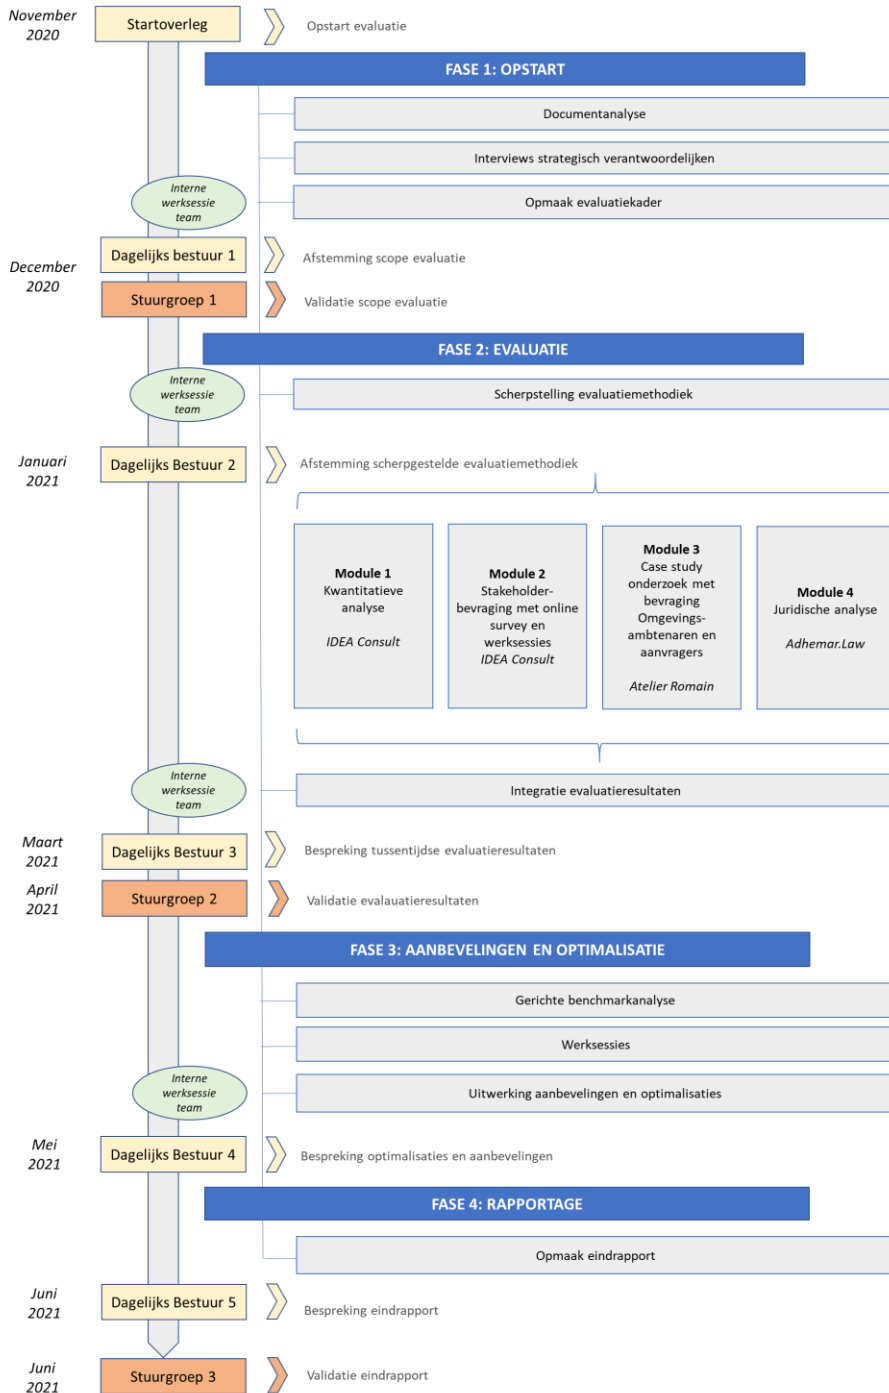 November
2020
Startoverleg
Opstart evaluatie
FASE 1: OPSTART
Documentanalyse
Interviews strategisch verantwoordelijken
Interne
werksessie
team
Opmaak evaluatiekader
December
2020
Dagelijks bestuur 1
Afstemming scope evaluatie
Stuurgroep 1
Validatie scope evaluatie
FASE 2: EVALUATIE
Interne
werksessie
team
Scherpstelling evaluatiemethodiek
Januari
2021
Dagelijks Bestuur 2
Afstemming scherpgestelde evaluatiemethodiek
Module 1
Kwantitatieve
analyse
IDEA Consult
Module 2
Stakeholder-
bevraging met online
survey en
werksessies
IDEA Consult
Module 3
Case study
onderzoek met
bevraging
Omgevings-
ambtenaren en
aanvragers
Atelier Romain
Module 4
Juridische analyse
Adhemar.Law
Interne
werksessie
team
Integratie evaluatieresultaten
Maart
2021
Dagelijks Bestuur 3
Bespreking tussentijdse evaluatieresultaten
April
2021
Stuurgroep 2
Validatie evalauatieresultaten
FASE 3: AANBEVELINGEN EN OPTIMALISATIE
Gerichte benchmarkanalyse
Werksessies
Interne
werksessie
team
Uitwerking aanbevelingen en optimalisaties
Mei
2021
Dagelijks Bestuur 4
Bespreking optimalisaties en aanbevelingen
FASE 4: RAPPORTAGE
Opmaak eindrapport
Juni
2021
Dagelijks Bestuur 5
Bespreking eindrapport
Juni
2021
Stuurgroep 3
Validatie eindrapport